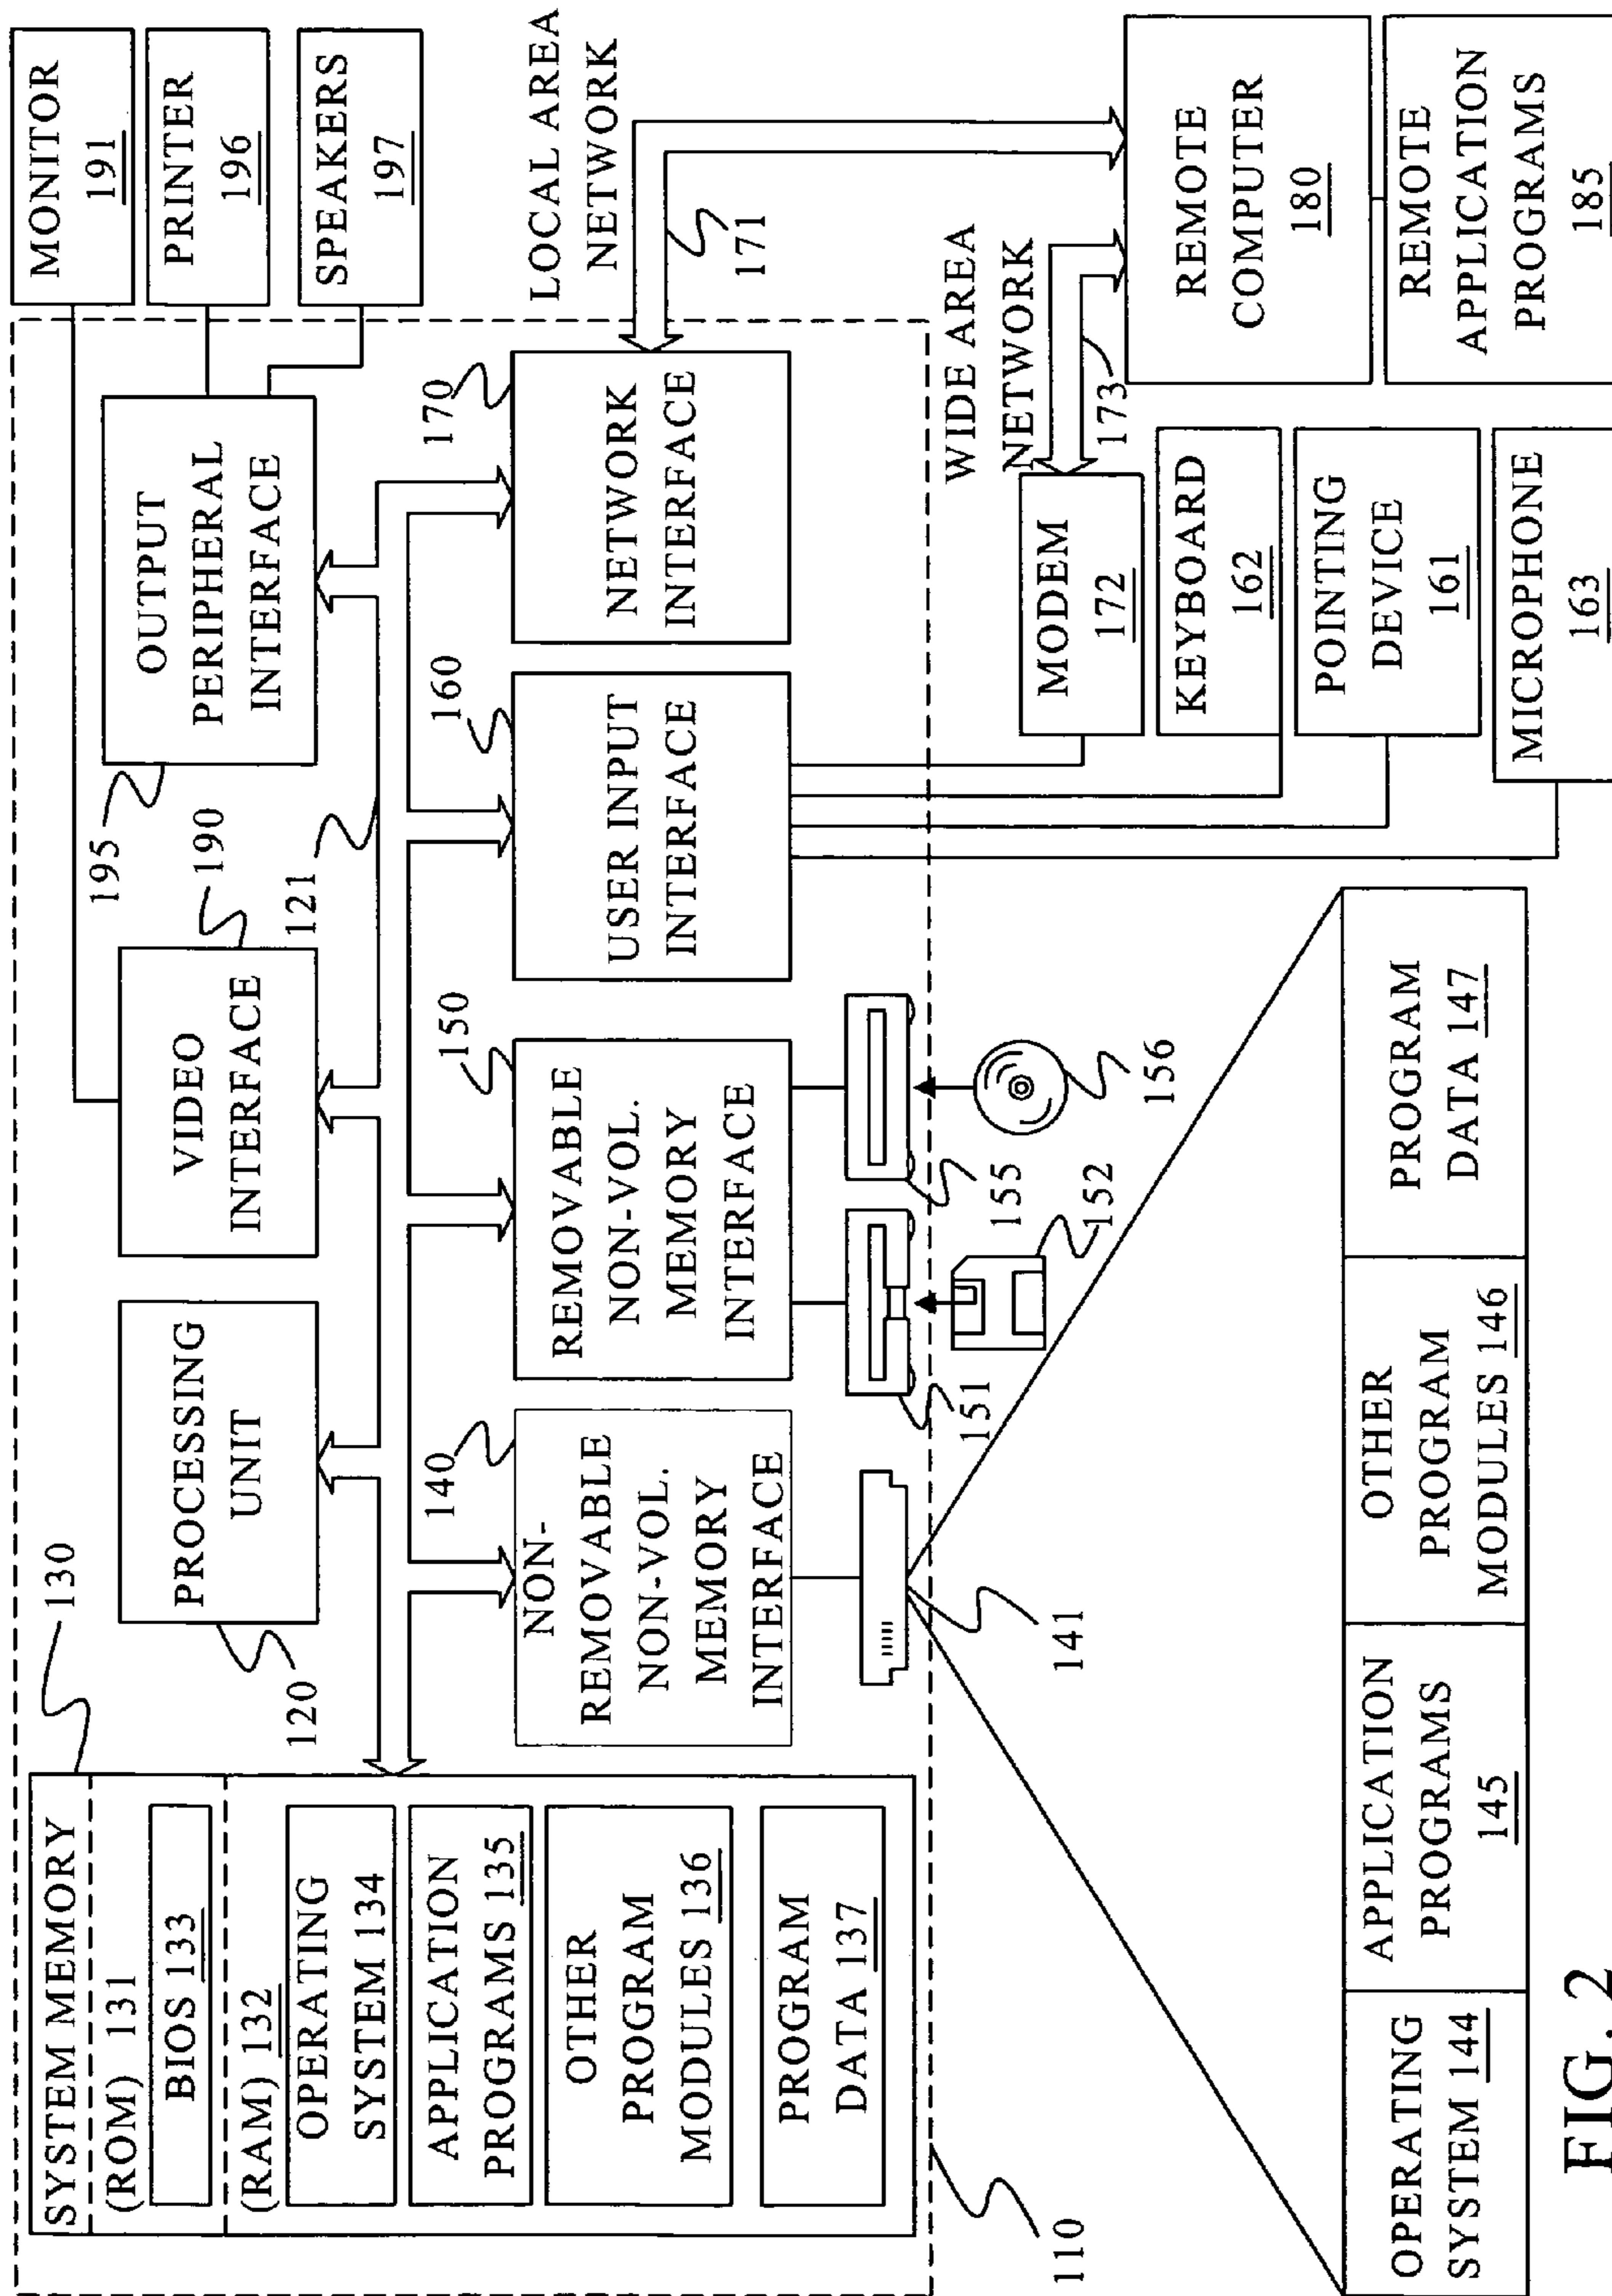 SYSTEM MEMORY
(ROM) 131
BIOS 133
(RAM) 132
OPERATING
SYSTEM 134
APPLICATION
PROGRAMS 135
OTHER
PROGRAM
MODULES 136
PROGRAM
DATA 137
130
110
PROCESSING
UNIT
120
VIDEO
INTERFACE
190
121
OUTPUT
PERIPHERAL
INTERFACE
195
MONITOR
191
PRINTER
196
SPEAKERS
197
NON-
REMOVABLE
NON-VOL.
MEMORY
INTERFACE
140
REMOVABLE
NON-VOL.
MEMORY
INTERFACE
150
USER INPUT
INTERFACE
160
NETWORK
INTERFACE
170
LOCAL AREA
NETWORK
171
141
151
152
155
156
WIDE AREA
NETWORK
173
MODEM
172
KEYBOARD
162
POINTING
DEVICE
161
MICROPHONE
163
REMOTE
COMPUTER
180
REMOTE
APPLICATION
PROGRAMS
185
OPERATING
SYSTEM 144
APPLICATION
PROGRAMS
145
OTHER
PROGRAM
MODULES 146
PROGRAM
DATA 147
FIG. 2